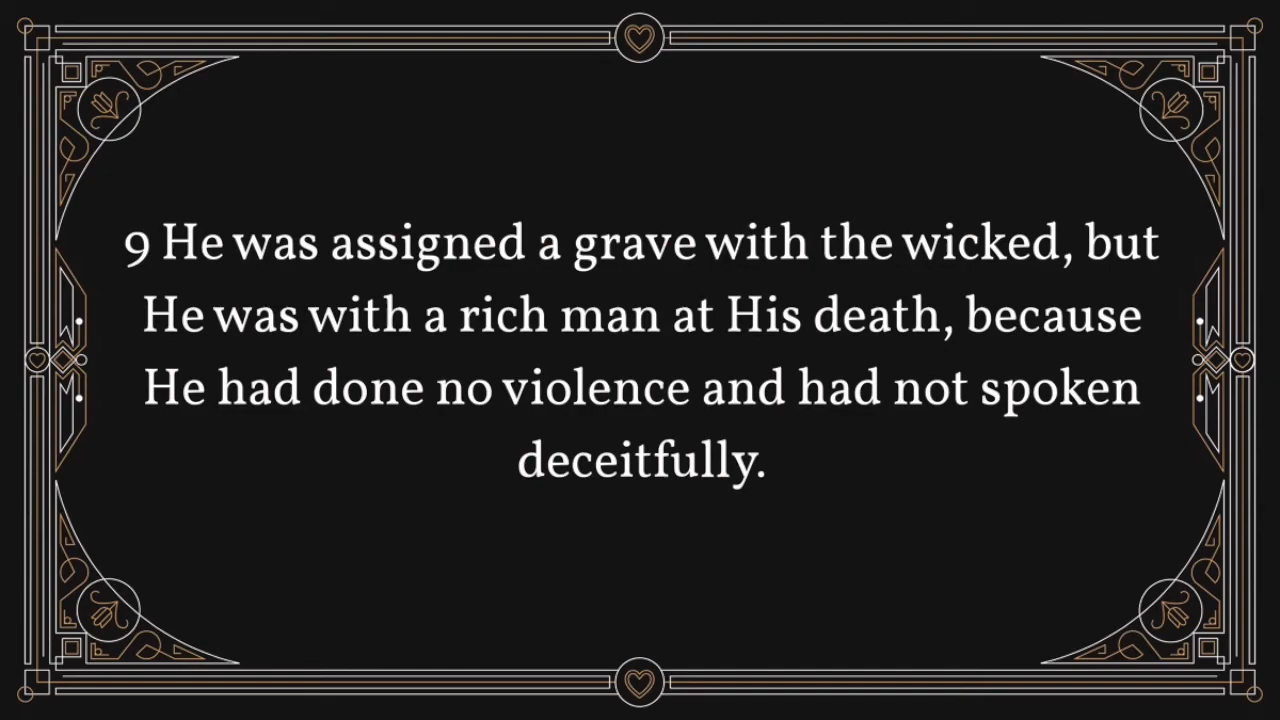 9 He was assigned a grave with the wicked, but
He was with a rich man at His death, because
He had done no violence and had not spoken
deceitfully.